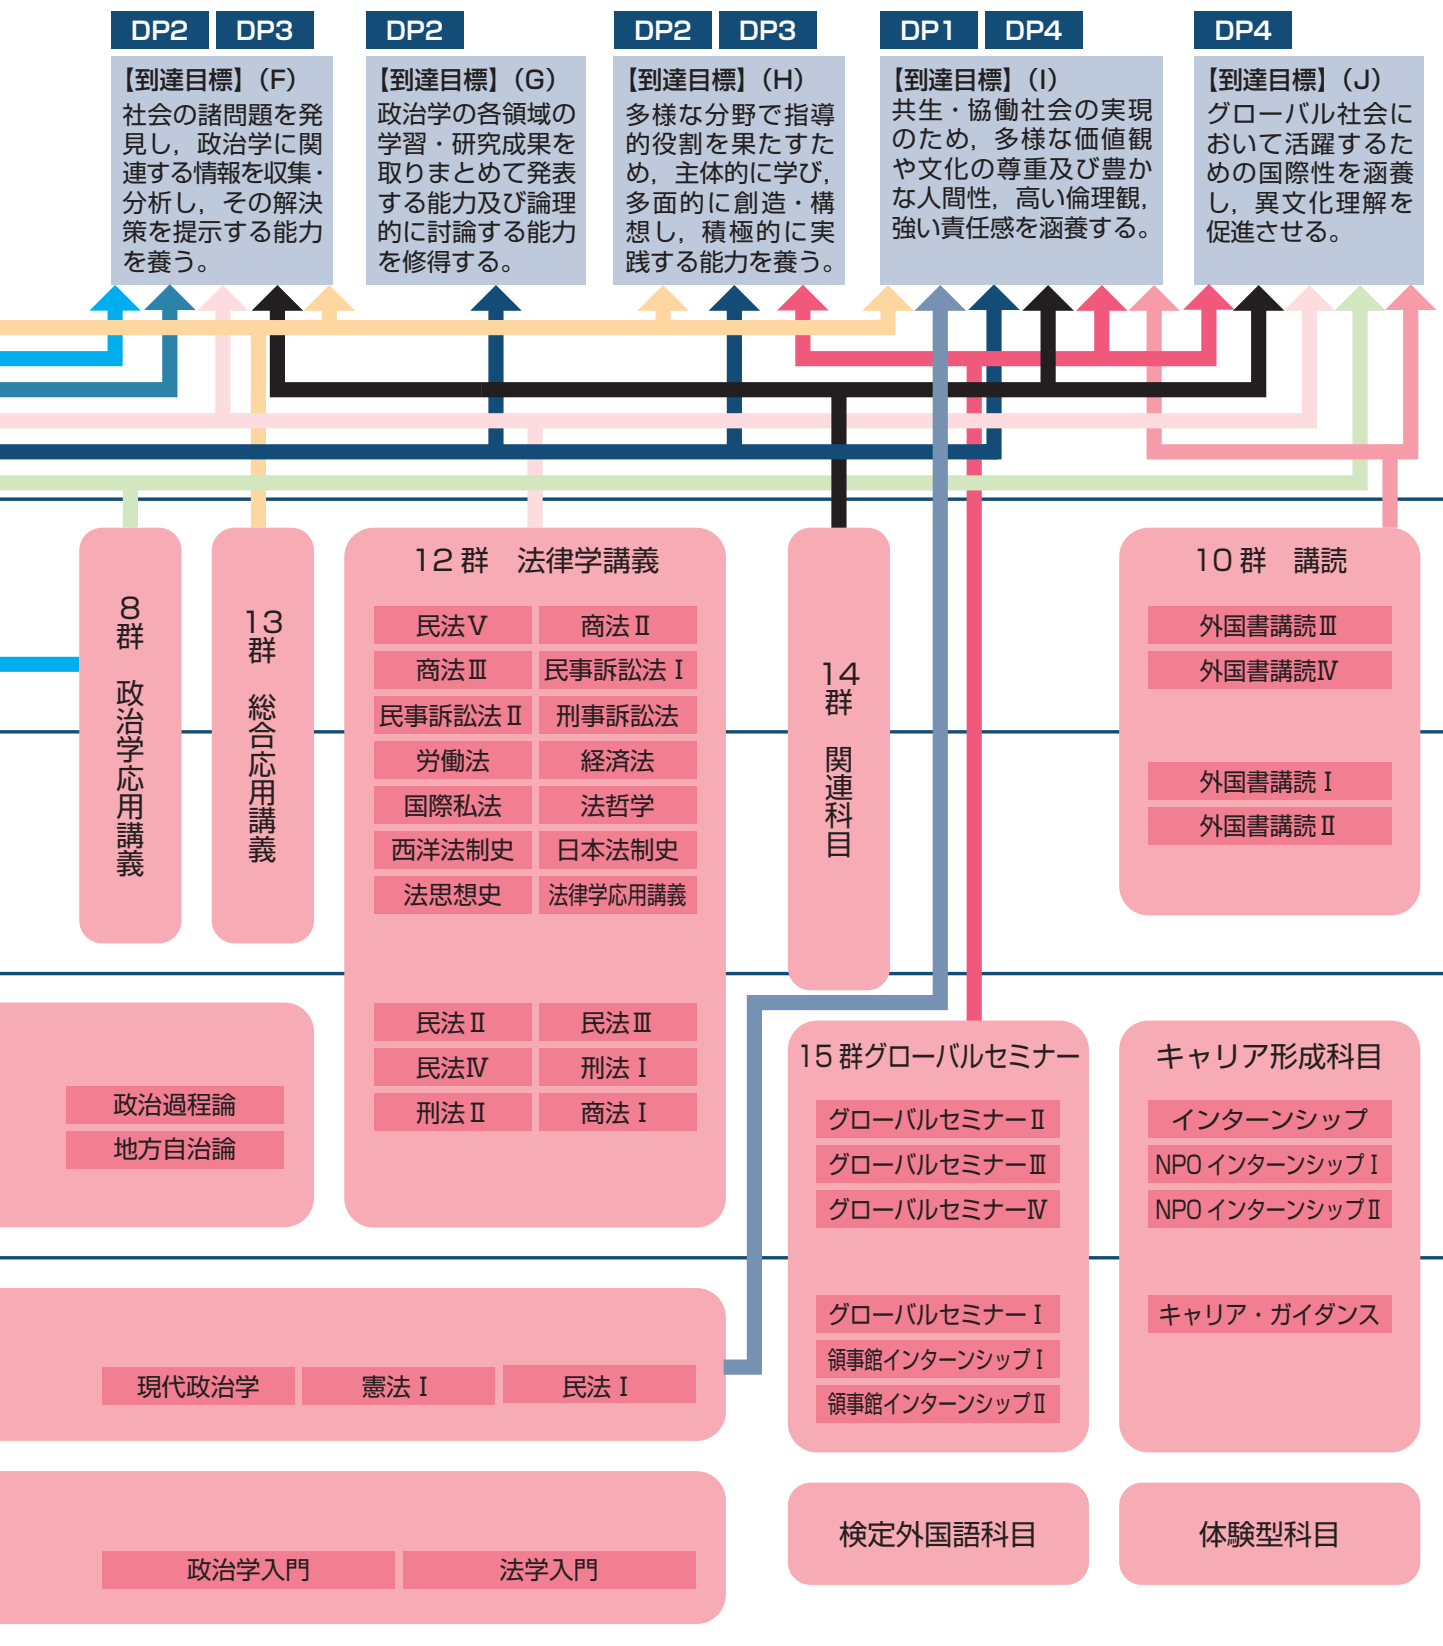 DP2 DP3
【到達目標】（F）
社会の諸問題を発
見し，政治学に関
連する情報を収集・
分析し，その解決
策を提示する能力
を養う。
DP2
【到達目標】（G）
政治学の各領域の
学習・研究成果を
取りまとめて発表
する能力及び論理
的に討論する能力
を修得する。
DP2 DP3
【到達目標】（H）
多様な分野で指導
的役割を果たすた
め，主体的に学び，
多面的に創造・構
想し，積極的に実
践する能力を養う。
DP1 DP4
【到達目標】（I）
共生・協働社会の実現
のため，多様な価値観
や文化の尊重及び豊か
な人間性，高い倫理観，
強い責任感を涵養する。
DP4
【到達目標】（J）
グローバル社会に
おいて活躍するた
めの国際性を涵養
し，異文化理解を
促進させる。
8群　政治学応用講義
13群　総合応用講義
12群　法律学講義
民法Ⅴ
商法Ⅱ
商法Ⅲ
民事訴訟法Ⅰ
民事訴訟法Ⅱ
刑事訴訟法
労働法
経済法
国際私法
法哲学
西洋法制史
日本法制史
法思想史
法律学応用講義
民法Ⅱ
民法Ⅲ
民法Ⅳ
刑法Ⅰ
刑法Ⅱ
商法Ⅰ
14群　関連科目
10群　講読
外国書講読Ⅲ
外国書講読Ⅳ
外国書講読Ⅰ
外国書講読Ⅱ
政治過程論
地方自治論
15群グローバルセミナー
グローバルセミナーⅡ
グローバルセミナーⅢ
グローバルセミナーⅣ
グローバルセミナーⅠ
領事館インターンシップⅠ
領事館インターンシップⅡ
キャリア形成科目
インターンシップ
NPOインターンシップⅠ
NPOインターンシップⅡ
キャリア・ガイダンス
現代政治学
憲法Ⅰ
民法Ⅰ
検定外国語科目
体験型科目
政治学入門
法学入門